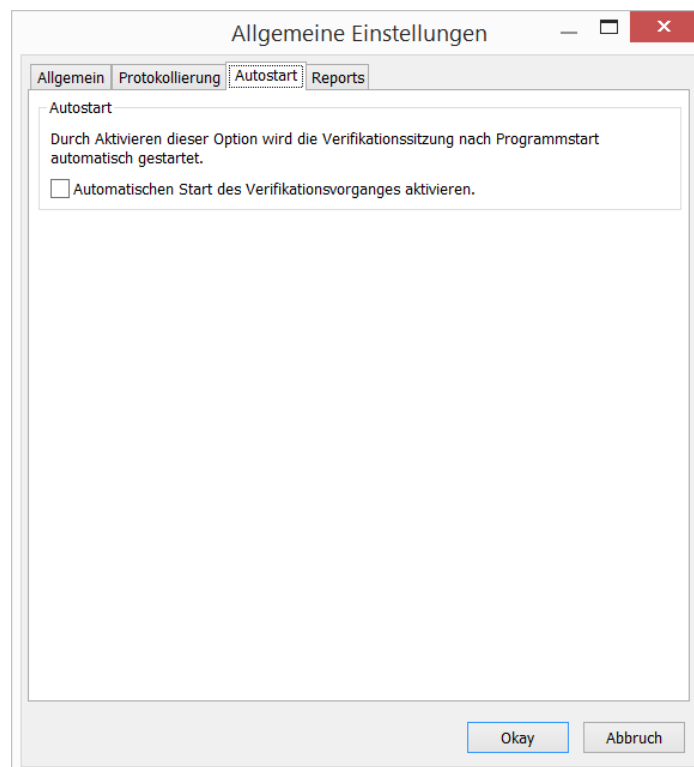 Allgemeine Einstellungen
Allgemein Protokollierung Autostart Reports
Autostart
Durch Aktivieren dieser Option wird die Verifikationssitzung nach Programmstart
automatisch gestartet.
Automatischen Start des Verifikationsvorganges aktivieren.
Okay Abbruch